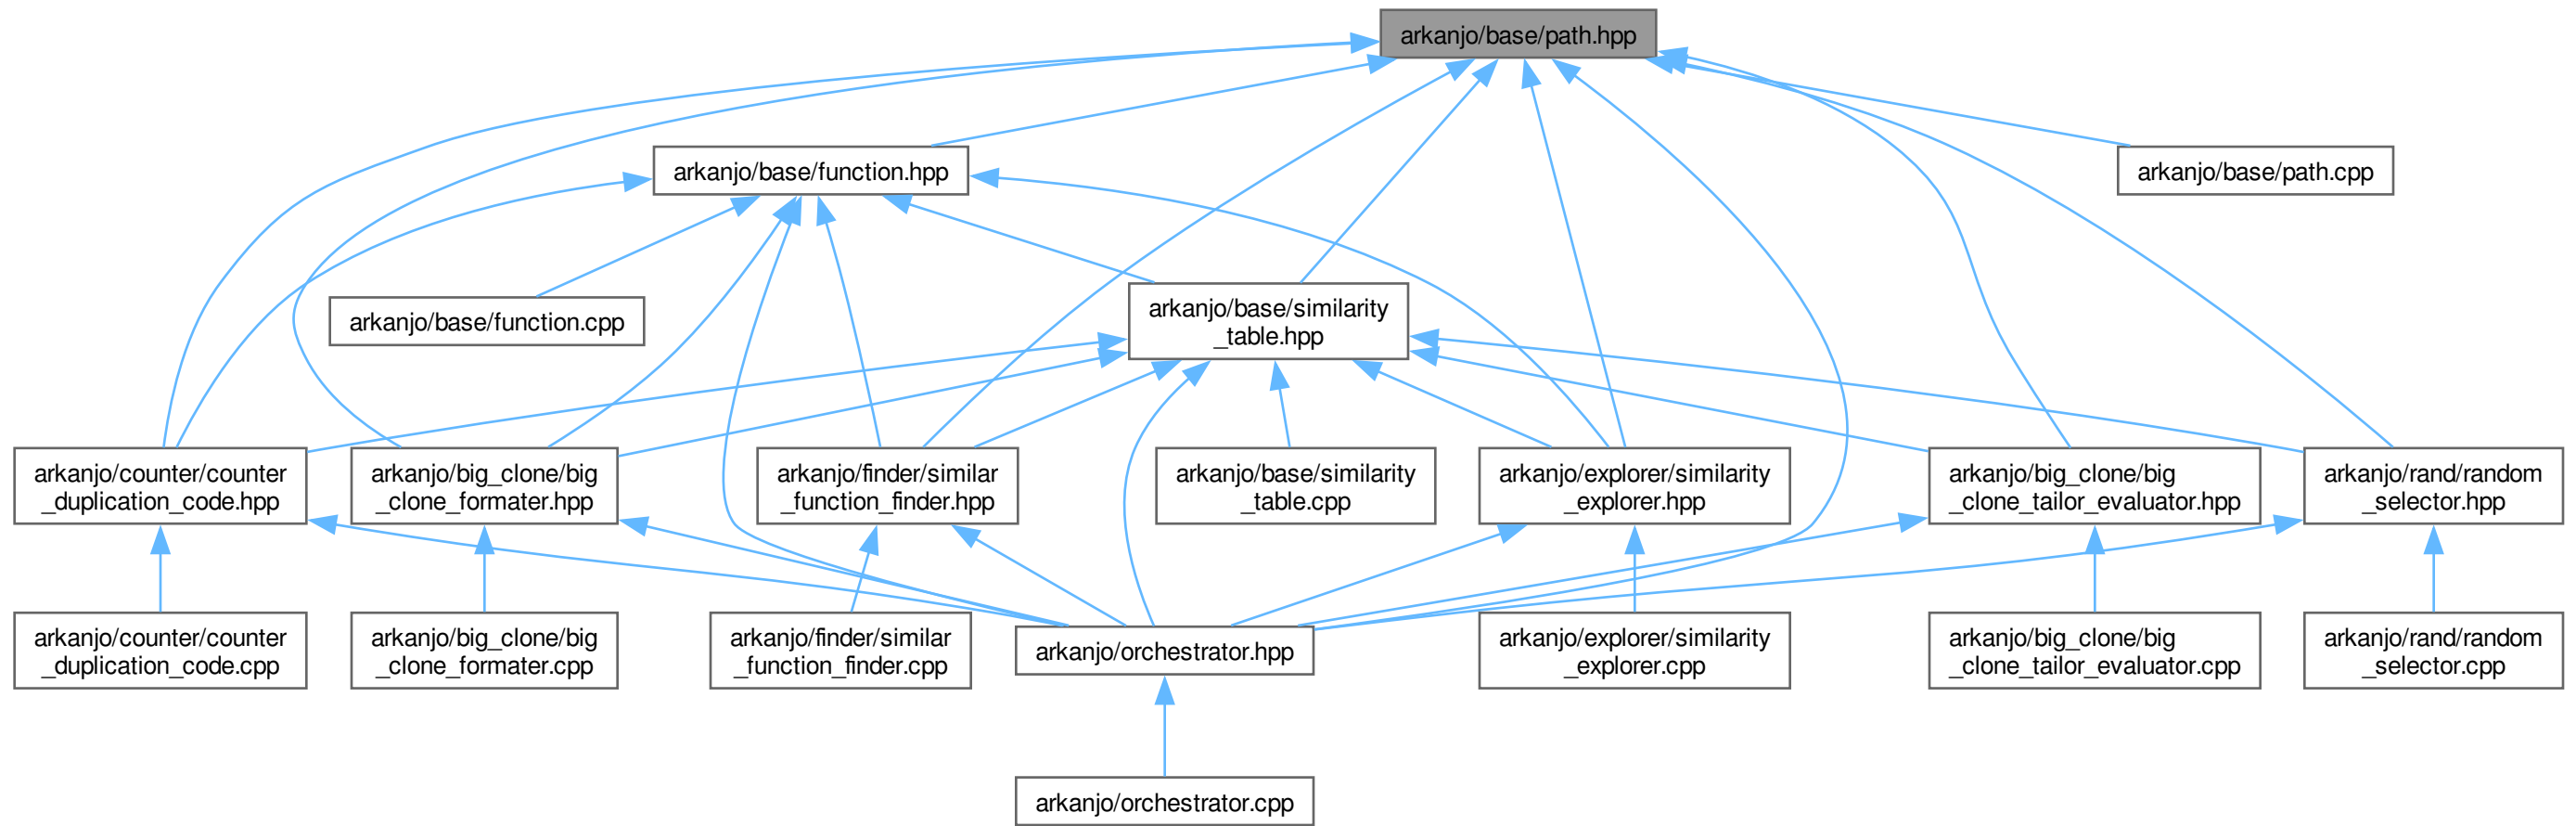 arkanjo/base/path.hpp
arkanjo/base/function.hpp
arkanjo/base/path.cpp
arkanjo/base/function.cpp
arkanjo/base/similarity
_table.hpp
arkanjo/counter/counter
_duplication_code.hpp
arkanjo/big_clone/big
_clone_formater.hpp
arkanjo/finder/similar
_function_finder.hpp
arkanjo/base/similarity
_table.cpp
arkanjo/explorer/similarity
_explorer.hpp
arkanjo/big_clone/big
_clone_tailor_evaluator.hpp
arkanjo/rand/random
_selector.hpp
arkanjo/counter/counter
_duplication_code.cpp
arkanjo/big_clone/big
_clone_formater.cpp
arkanjo/finder/similar
_function_finder.cpp
arkanjo/orchestrator.hpp
arkanjo/explorer/similarity
_explorer.cpp
arkanjo/big_clone/big
_clone_tailor_evaluator.cpp
arkanjo/rand/random
_selector.cpp
arkanjo/orchestrator.cpp